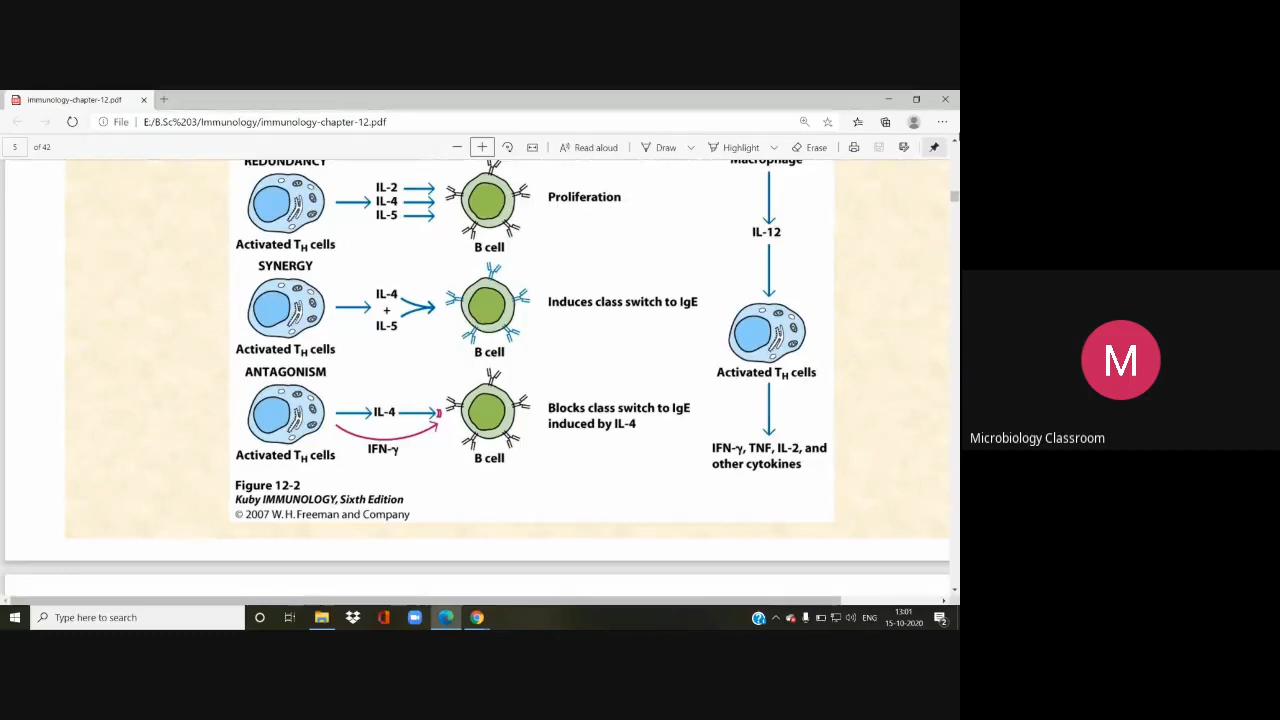 immunology-chapter-12.pdf
File
E:/B.Sc%203/Immunology/immunology-chapter-12.pdf
5
of 42
Read aloud
Draw
Highlight
Erase
REDUNDANCY
IL-2
IL-4
IL-5
Proliferation
Activated TH cells
B cell
SYNERGY
IL-4
+
IL-5
Induces class switch to IgE
Activated TH cells
B cell
ANTAGONISM
IL-4
IFN-γ
Blocks class switch to IgE
induced by IL-4
Activated TH cells
B cell
Macrophage
IL-12
Activated TH cells
IFN-γ, TNF, IL-2, and
other cytokines
Figure 12-2
Kuby IMMUNOLOGY, Sixth Edition
© 2007 W. H. Freeman and Company
M
Microbiology Classroom
Type here to search
ENG
13:01
15-10-2020
2